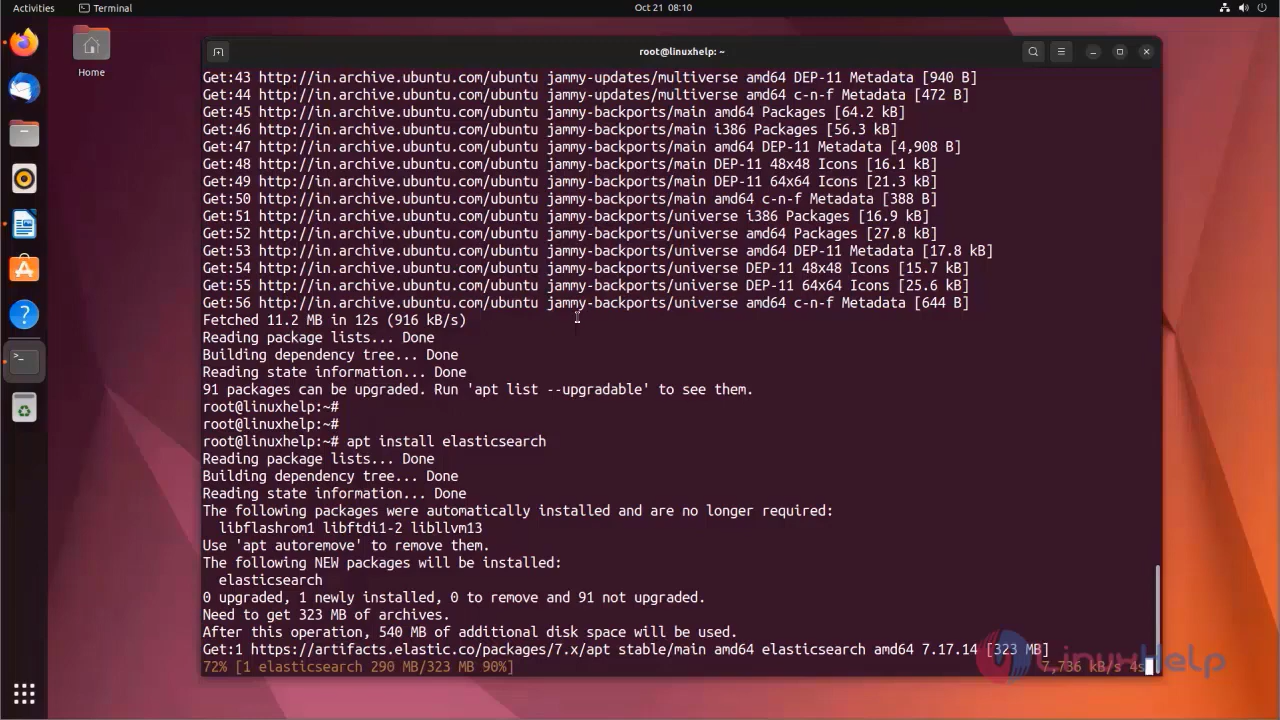 Activities
Terminal
Oct 21 08:10
Home
root@linuxhelp: ~
Get:43 http://in.archive.ubuntu.com/ubuntu jammy-updates/multiverse amd64 DEP-11 Metadata [940 B]
Get:44 http://in.archive.ubuntu.com/ubuntu jammy-updates/multiverse amd64 c-n-f Metadata [472 B]
Get:45 http://in.archive.ubuntu.com/ubuntu jammy-backports/main amd64 Packages [64.2 kB]
Get:46 http://in.archive.ubuntu.com/ubuntu jammy-backports/main i386 Packages [56.3 kB]
Get:47 http://in.archive.ubuntu.com/ubuntu jammy-backports/main amd64 DEP-11 Metadata [4,908 B]
Get:48 http://in.archive.ubuntu.com/ubuntu jammy-backports/main DEP-11 48x48 Icons [16.1 kB]
Get:49 http://in.archive.ubuntu.com/ubuntu jammy-backports/main DEP-11 64x64 Icons [21.3 kB]
Get:50 http://in.archive.ubuntu.com/ubuntu jammy-backports/main amd64 c-n-f Metadata [388 B]
Get:51 http://in.archive.ubuntu.com/ubuntu jammy-backports/universe i386 Packages [16.9 kB]
Get:52 http://in.archive.ubuntu.com/ubuntu jammy-backports/universe amd64 Packages [27.8 kB]
Get:53 http://in.archive.ubuntu.com/ubuntu jammy-backports/universe amd64 DEP-11 Metadata [17.8 kB]
Get:54 http://in.archive.ubuntu.com/ubuntu jammy-backports/universe DEP-11 48x48 Icons [15.7 kB]
Get:55 http://in.archive.ubuntu.com/ubuntu jammy-backports/universe DEP-11 64x64 Icons [25.6 kB]
Get:56 http://in.archive.ubuntu.com/ubuntu jammy-backports/universe amd64 c-n-f Metadata [644 B]
Fetched 11.2 MB in 12s (916 kB/s)
Reading package lists... Done
Building dependency tree... Done
Reading state information... Done
91 packages can be upgraded. Run 'apt list --upgradable' to see them.
root@linuxhelp:~#
root@linuxhelp:~#
root@linuxhelp:~# apt install elasticsearch
Reading package lists... Done
Building dependency tree... Done
Reading state information... Done
The following packages were automatically installed and are no longer required:
libflashrom1 libftdi1-2 libllvm13
Use 'apt autoremove' to remove them.
The following NEW packages will be installed:
elasticsearch
0 upgraded, 1 newly installed, 0 to remove and 91 not upgraded.
Need to get 323 MB of archives.
After this operation, 540 MB of additional disk space will be used.
Get:1 https://artifacts.elastic.co/packages/7.x/apt stable/main amd64 elasticsearch amd64 7.17.14 [323 MB]
72% [1 elasticsearch 290 MB/323 MB 90%] 7,736 kB/s 4s
LinuxHelp